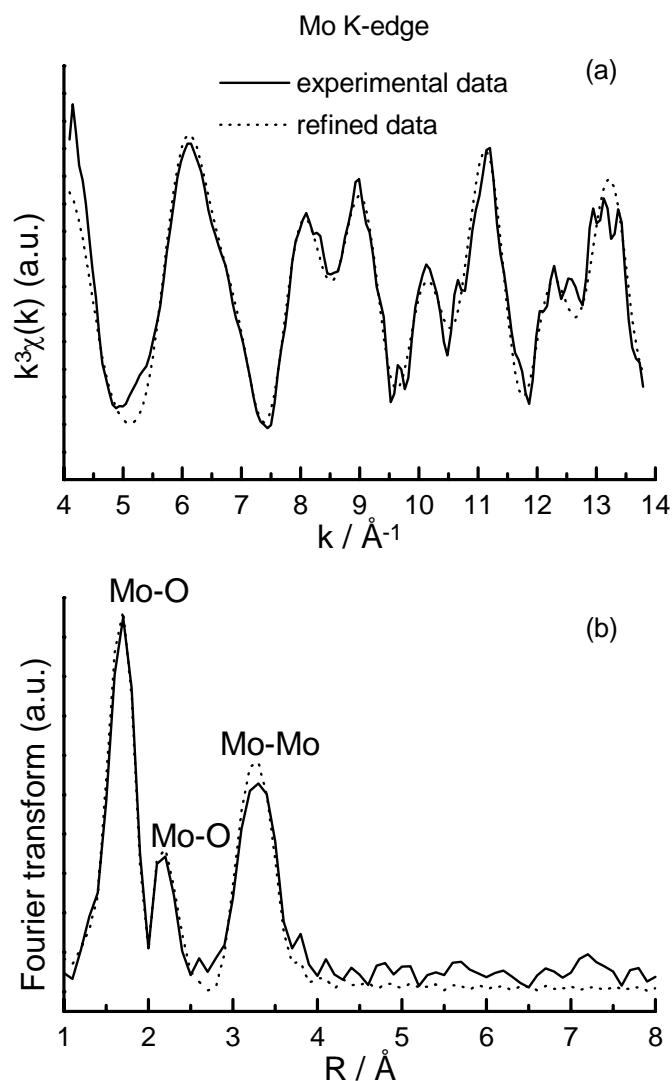 Mo K-edge
(a)
experimental data
refined data
k³χ(k) (a.u.)
4 5 6 7 8 9 10 11 12 13 14
k / Å⁻¹
Mo-O
(b)
Mo-Mo
Mo-O
Fourier transform (a.u.)
1 2 3 4 5 6 7 8
R / Å